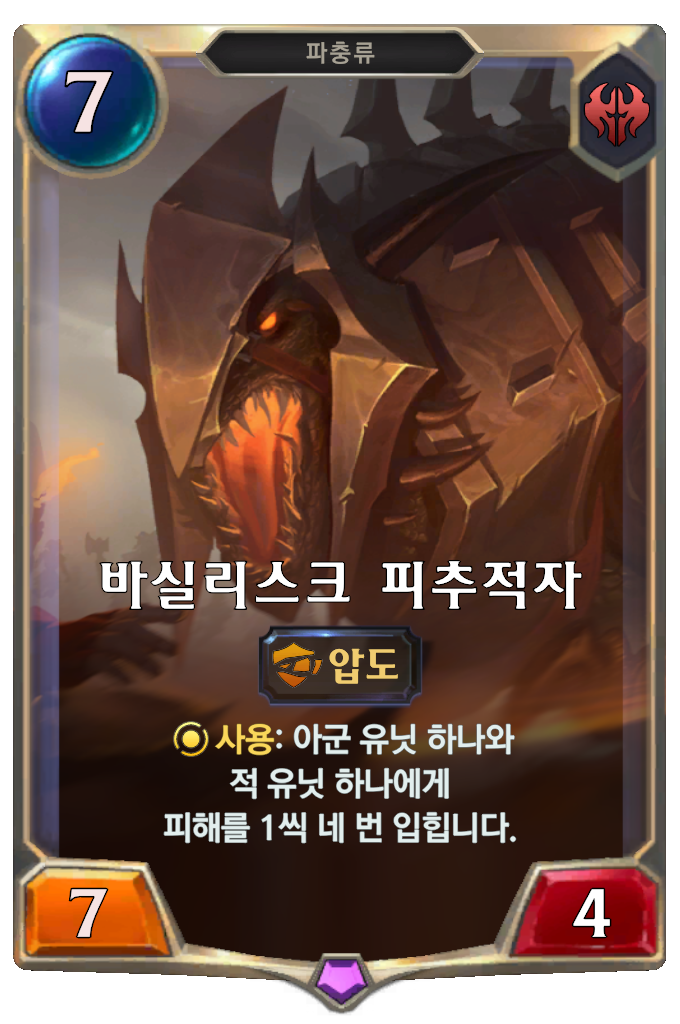 파충류
7
바실리스크 피추적자
압도
사용: 아군 유닛 하나와
적 유닛 하나에게
피해를 1씩 네 번 입힙니다.
7
4